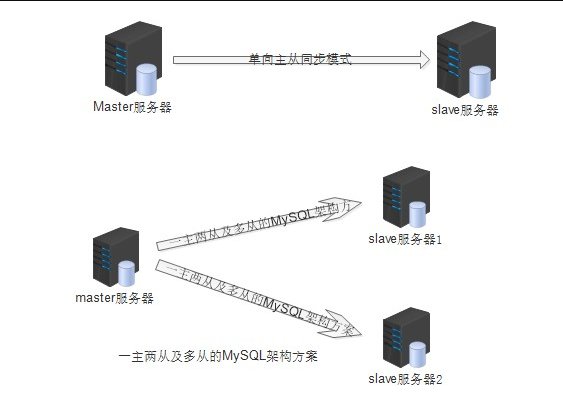 单向主从同步模式
Master服务器
slave服务器
一主两从及多从的MySQL架构方
slave服务器1
master服务器
一主两从及多从的MySQL架构方案
slave服务器2
一主两从及多从的MySQL架构方案